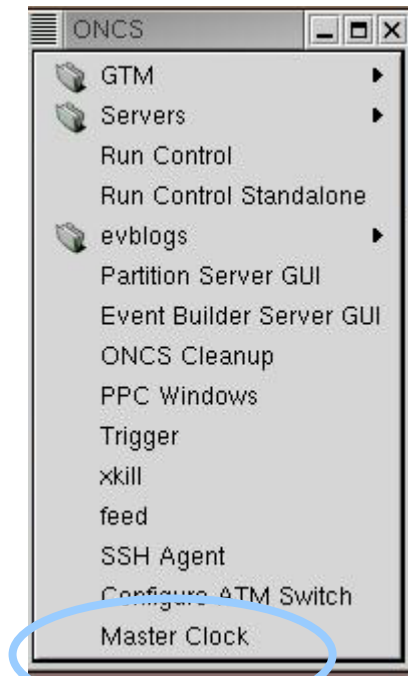 ONCS
GTM
Servers
Run Control
Run Control Standalone
evblogs
Partition Server GUI
Event Builder Server GUI
ONCS Cleanup
PPC Windows
Trigger
xkill
feed
SSH Agent
Configure ATM Switch
Master Clock